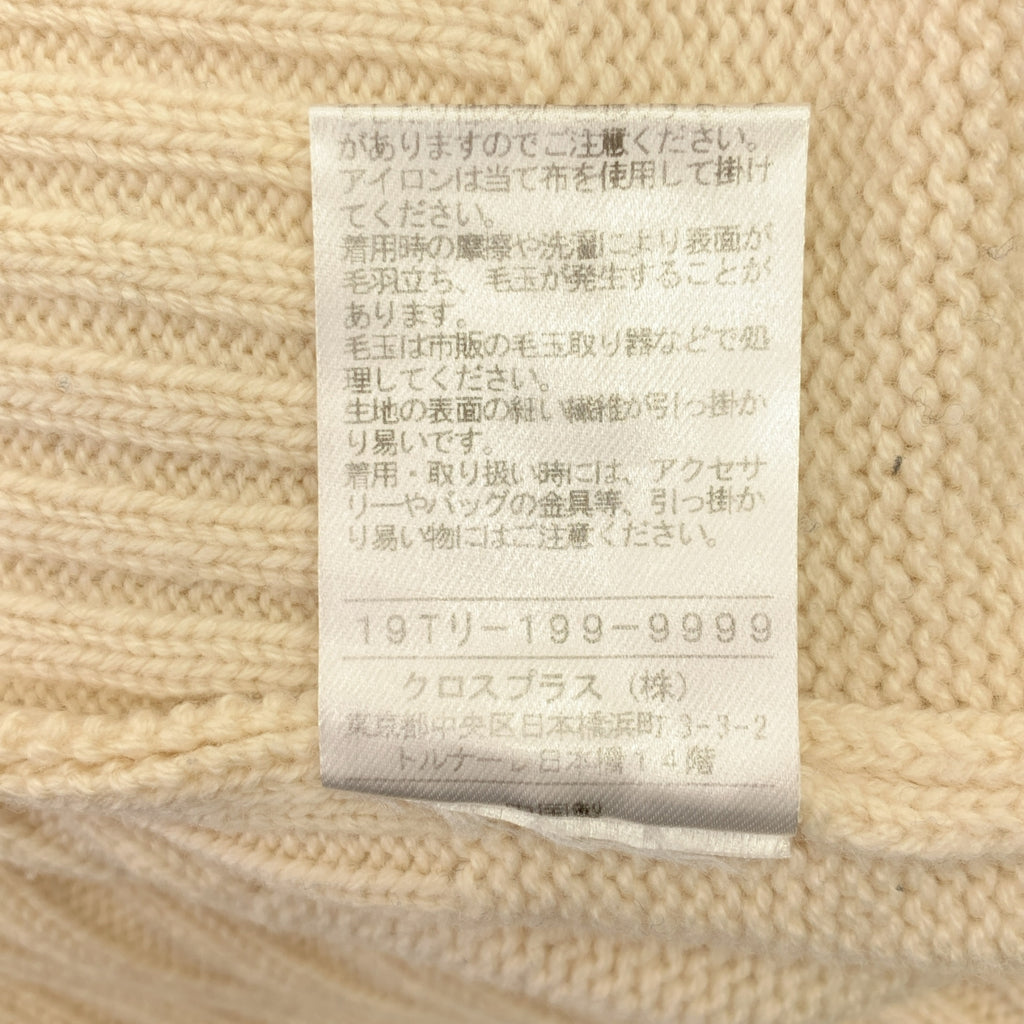 がありますのでご注意ください。
アイロンは当て布を使用して掛け
てください。
着用時の摩擦や洗濯により表面が
毛羽立ち、毛玉が発生することが
あります。
毛玉は市販の毛玉取り器などで処
理してください。
生地の表面の細い繊維が引っ掛か
り易いです。
着用・取り扱い時には、アクセサ
リーやバッグの金具等、引っ掛か
り易い物にはご注意ください。
19Tリ-199-9999
クロスプラス（株）
東京都中央区日本橋浜町3-3-2
トルナーレ日本橋14階